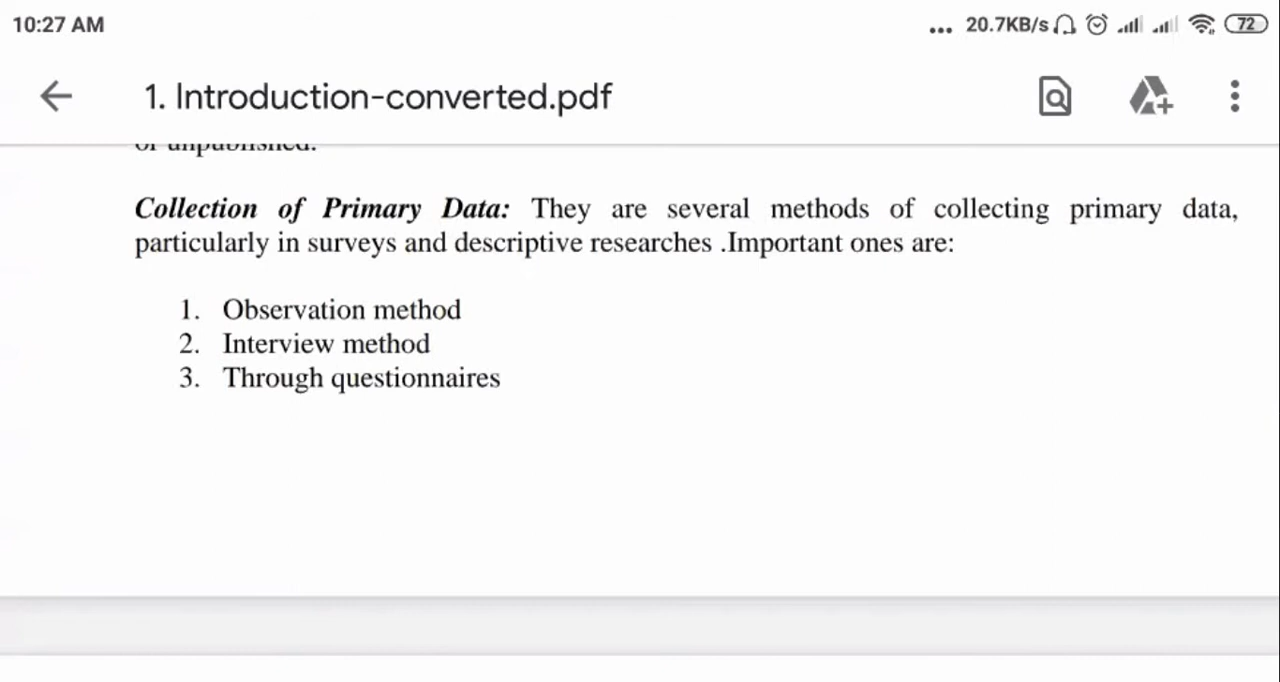 10:27 AM
... 20.7KB/s 72
1. Introduction-converted.pdf
or unpublished.
Collection of Primary Data: They are several methods of collecting primary data,
particularly in surveys and descriptive researches .Important ones are:
1. Observation method
2. Interview method
3. Through questionnaires